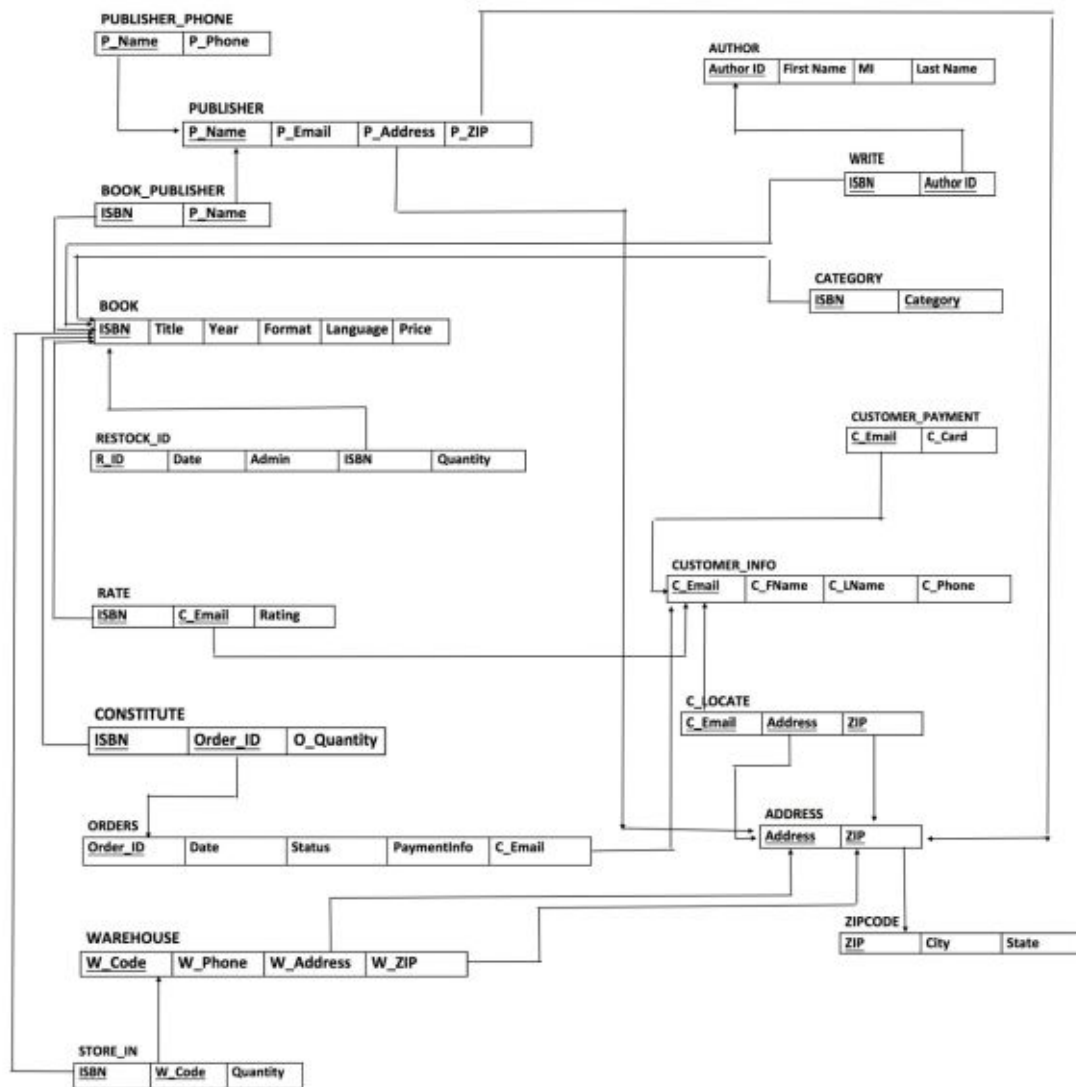 PUBLISHER_PHONE
P_Name P_Phone
AUTHOR
Author ID First Name MI Last Name
PUBLISHER
P_Name P_Email P_Address P_ZIP
WRITE
ISBN Author ID
BOOK_PUBLISHER
ISBN P_Name
CATEGORY
ISBN Category
BOOK
ISBN Title Year Format Language Price
CUSTOMER_PAYMENT
C_Email C_Card
RESTOCK_ID
R_ID Date Admin ISBN Quantity
CUSTOMER_INFO
C_Email C_FName C_LName C_Phone
RATE
ISBN C_Email Rating
C_LOCATE
C_Email Address ZIP
CONSTITUTE
ISBN Order_ID O_Quantity
ADDRESS
Address ZIP
ORDERS
Order_ID Date Status PaymentInfo C_Email
ZIPCODE
ZIP City State
WAREHOUSE
W_Code W_Phone W_Address W_ZIP
STORE_IN
ISBN W_Code Quantity